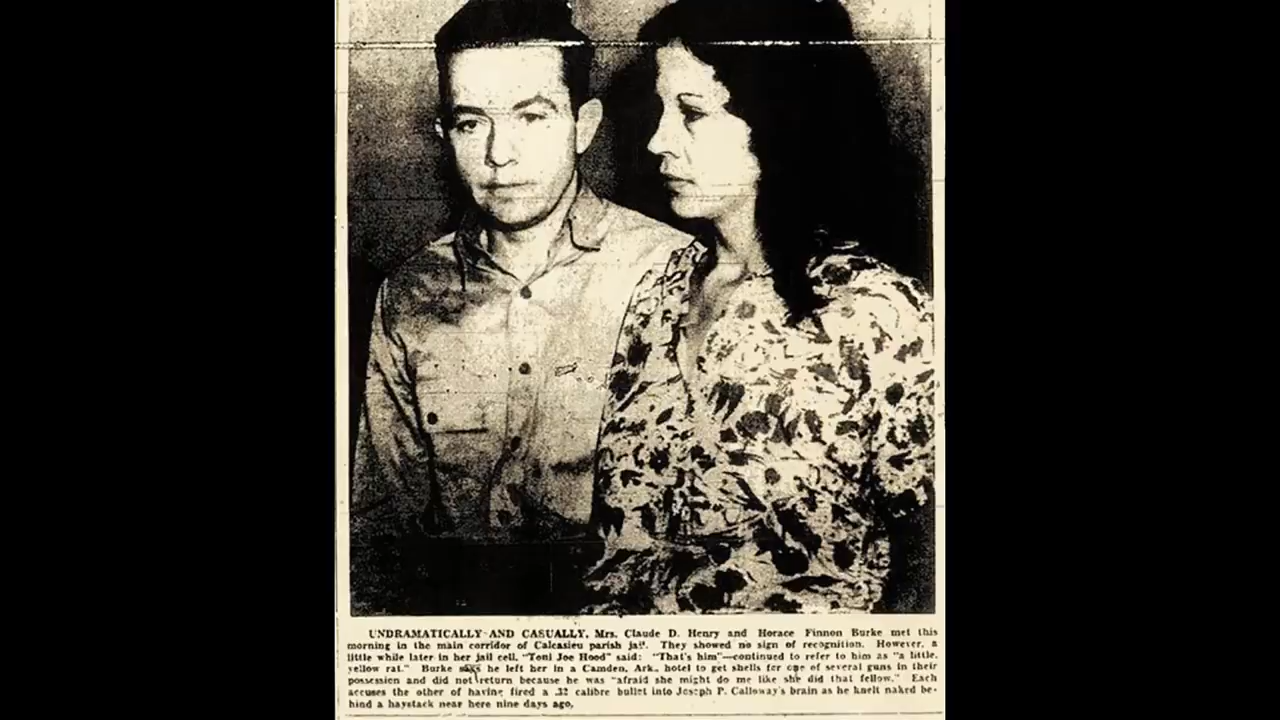 UNDRAMATICALLY AND CASUALLY, Mrs. Claude D. Henry and Horace Finnon Burke met this
morning in the main corridor of Calcasieu parish jail. They showed no sign of recognition. However, a
little while later in her jail cell, "Toni Joe Hood" said: "That's him"—continued to refer to him as "a little,
yellow rat." Burke says he left her in a Camden, Ark., hotel to get shells for one of several guns in their
possession and did not return because he was "afraid she might do me like she did that fellow." Each
accuses the other of having fired a .32 calibre bullet into Joseph P. Calloway's brain as he knelt naked be-
hind a haystack near here nine days ago.